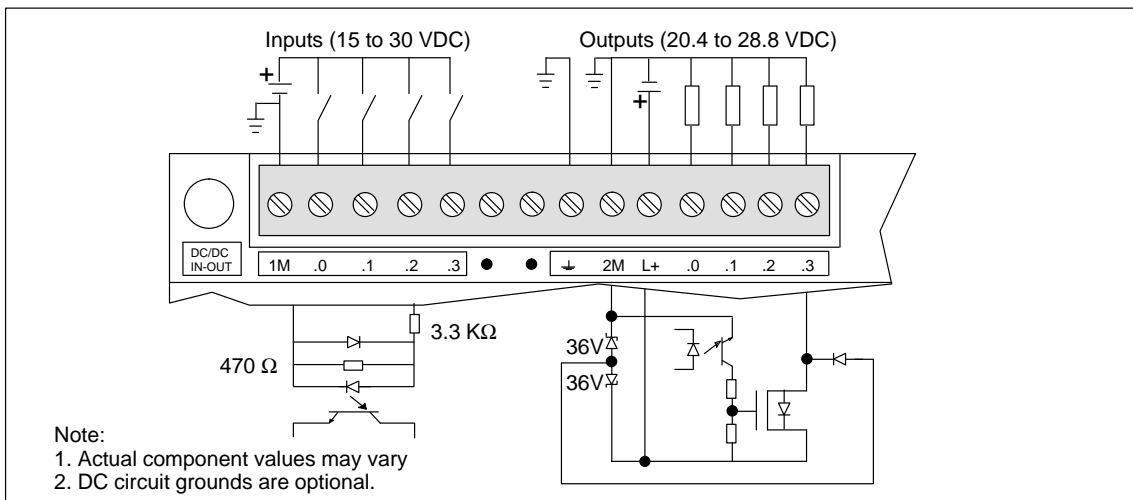 Inputs (15 to 30 VDC) Outputs (20.4 to 28.8 VDC)
+
+
DC/DC
IN-OUT
1M .0 .1 .2 .3 2M L+ .0 .1 .2 .3
3.3 KΩ
470 Ω
36V
36V
Note:
1. Actual component values may vary
2. DC circuit grounds are optional.